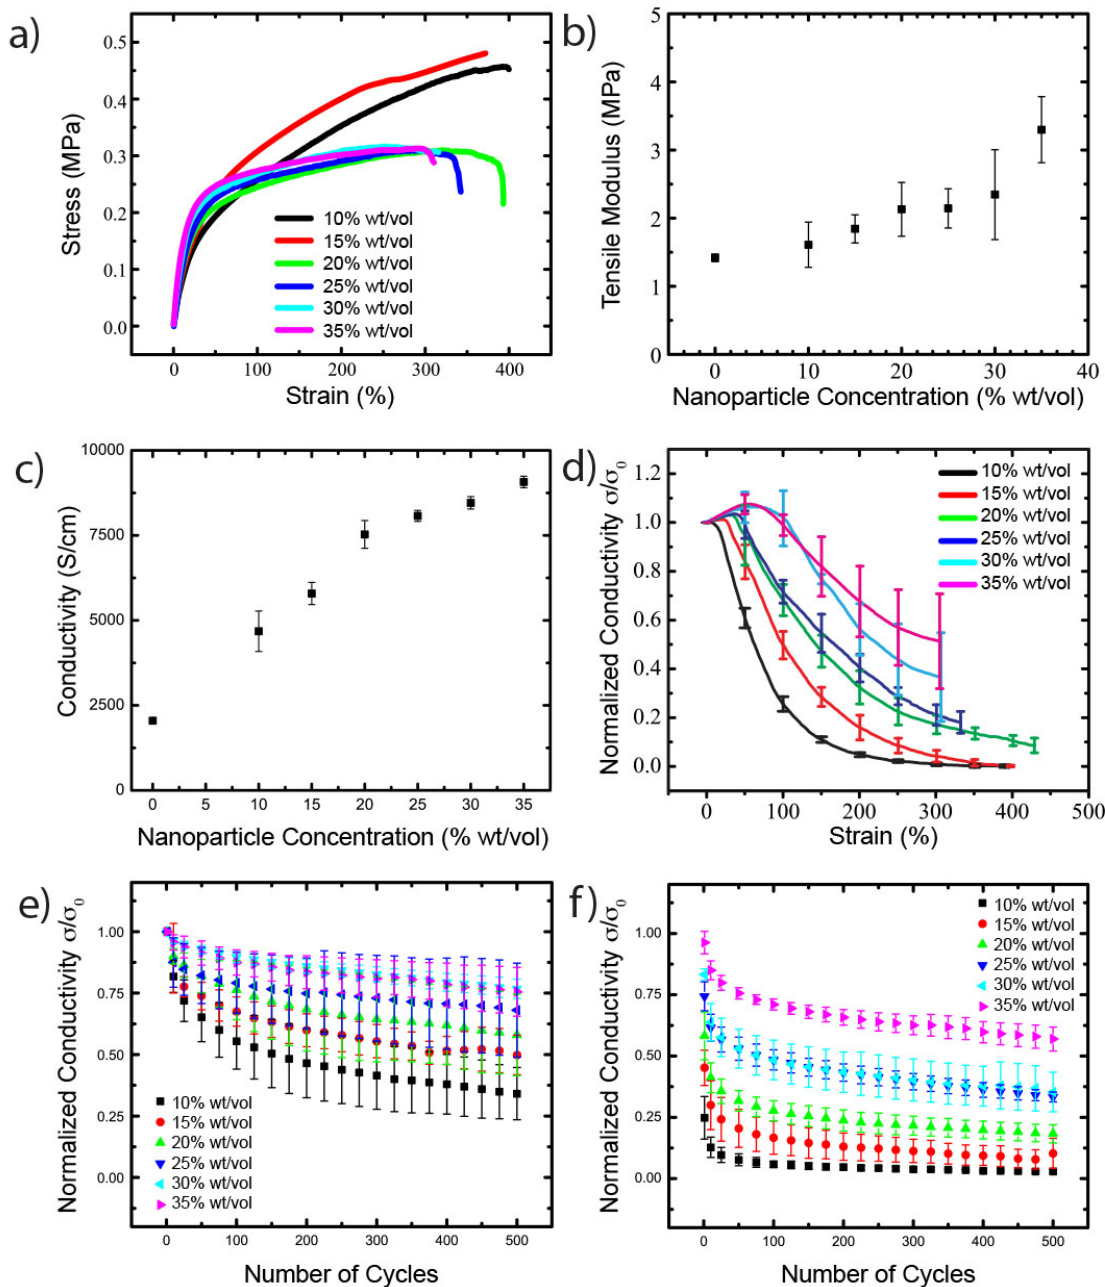 a)
Stress (MPa)
0.5
0.4
0.3
0.2
0.1
0.0
10% wt/vol
15% wt/vol
20% wt/vol
25% wt/vol
30% wt/vol
35% wt/vol
0 100 200 300 400
Strain (%)
b)
Tensile Modulus (MPa)
5
4
3
2
1
0
0 10 20 30 40
Nanoparticle Concentration (% wt/vol)
c)
Conductivity (S/cm)
10000
7500
5000
2500
0
0 5 10 15 20 25 30 35
Nanoparticle Concentration (% wt/vol)
d)
Normalized Conductivity σ/σ0
1.2
1.0
0.8
0.6
0.4
0.2
0.0
10% wt/vol
15% wt/vol
20% wt/vol
25% wt/vol
30% wt/vol
35% wt/vol
0 100 200 300 400 500
Strain (%)
e)
Normalized Conductivity σ/σ0
1.00
0.75
0.50
0.25
0.00
10% wt/vol
15% wt/vol
20% wt/vol
25% wt/vol
30% wt/vol
35% wt/vol
0 100 200 300 400 500
Number of Cycles
f)
Normalized Conductivity σ/σ0
1.00
0.75
0.50
0.25
0.00
10% wt/vol
15% wt/vol
20% wt/vol
25% wt/vol
30% wt/vol
35% wt/vol
0 100 200 300 400 500
Number of Cycles